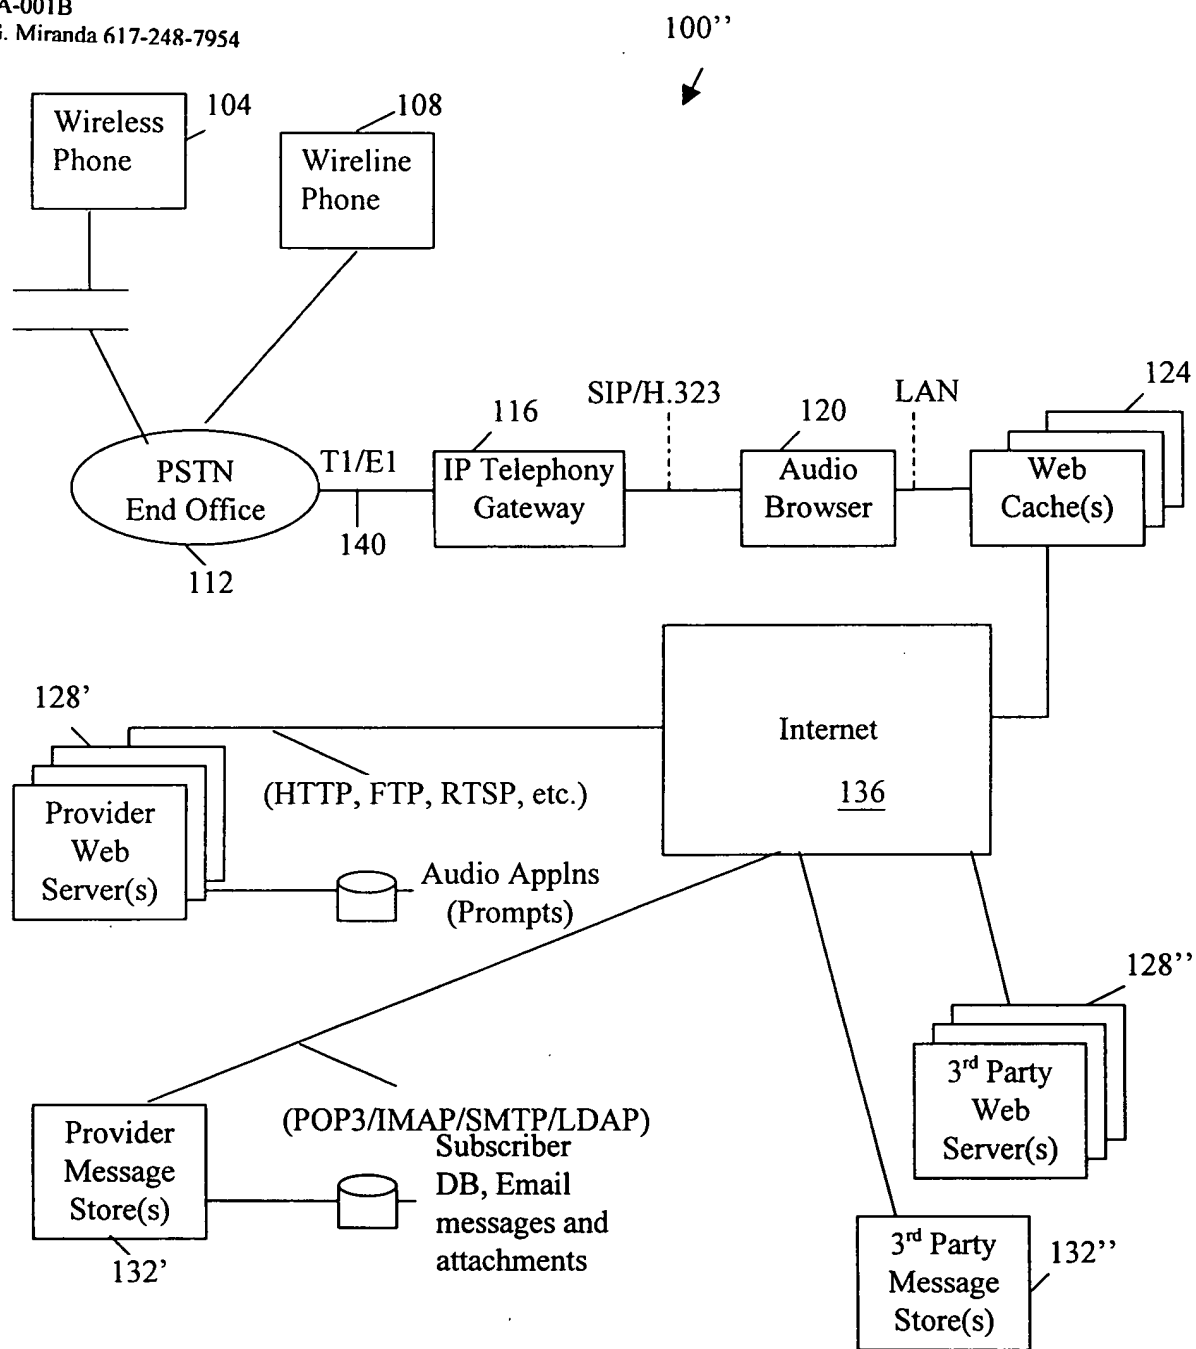 A-001B
G. Miranda 617-248-7954
100’’
104
Wireless
Phone
108
Wireline
Phone
124
SIP/H.323
LAN
116
120
PSTN
End Office
T1/E1
IP Telephony
Gateway
Audio
Browser
Web
Cache(s)
140
112
128’
Internet
136
(HTTP, FTP, RTSP, etc.)
Provider
Web
Server(s)
Audio Applns
(Prompts)
128’’
3rd Party
Web
Server(s)
(POP3/IMAP/SMTP/LDAP)
Provider
Message
Store(s)
Subscriber
DB, Email
messages and
attachments
132’
3rd Party
Message
Store(s)
132’’